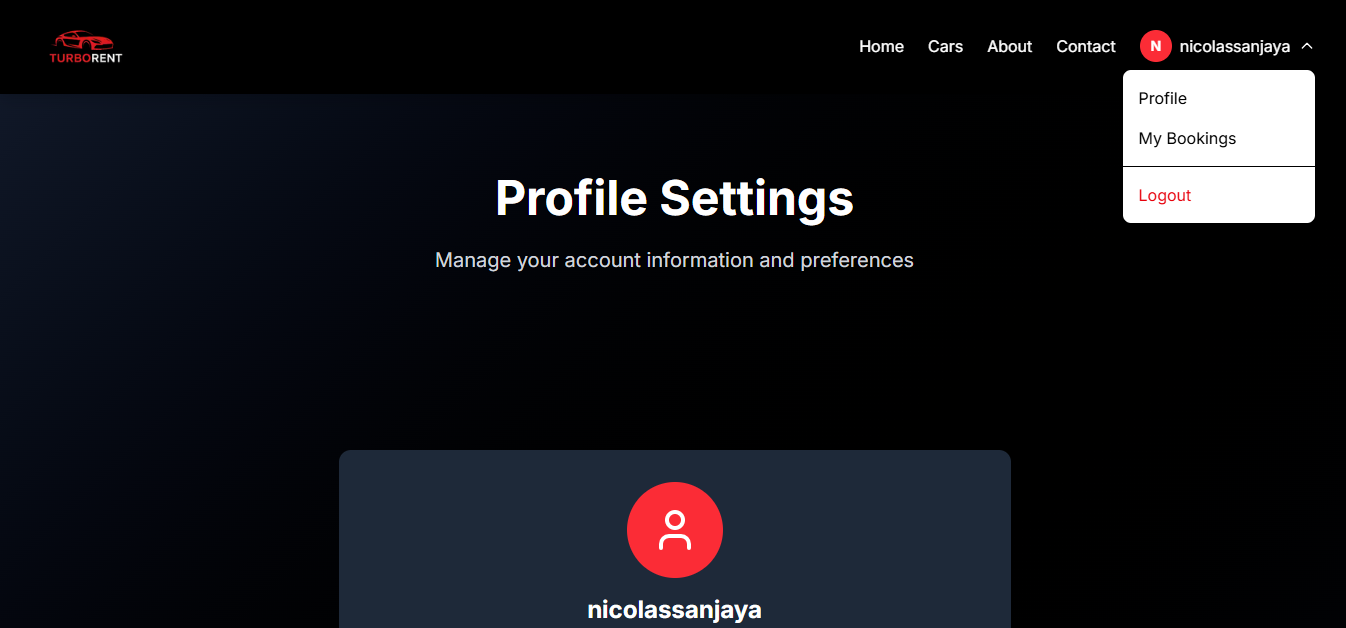 TURBORENT
Home Cars About Contact N nicolassanjaya
Profile
My Bookings
Logout
Profile Settings
Manage your account information and preferences
nicolassanjaya